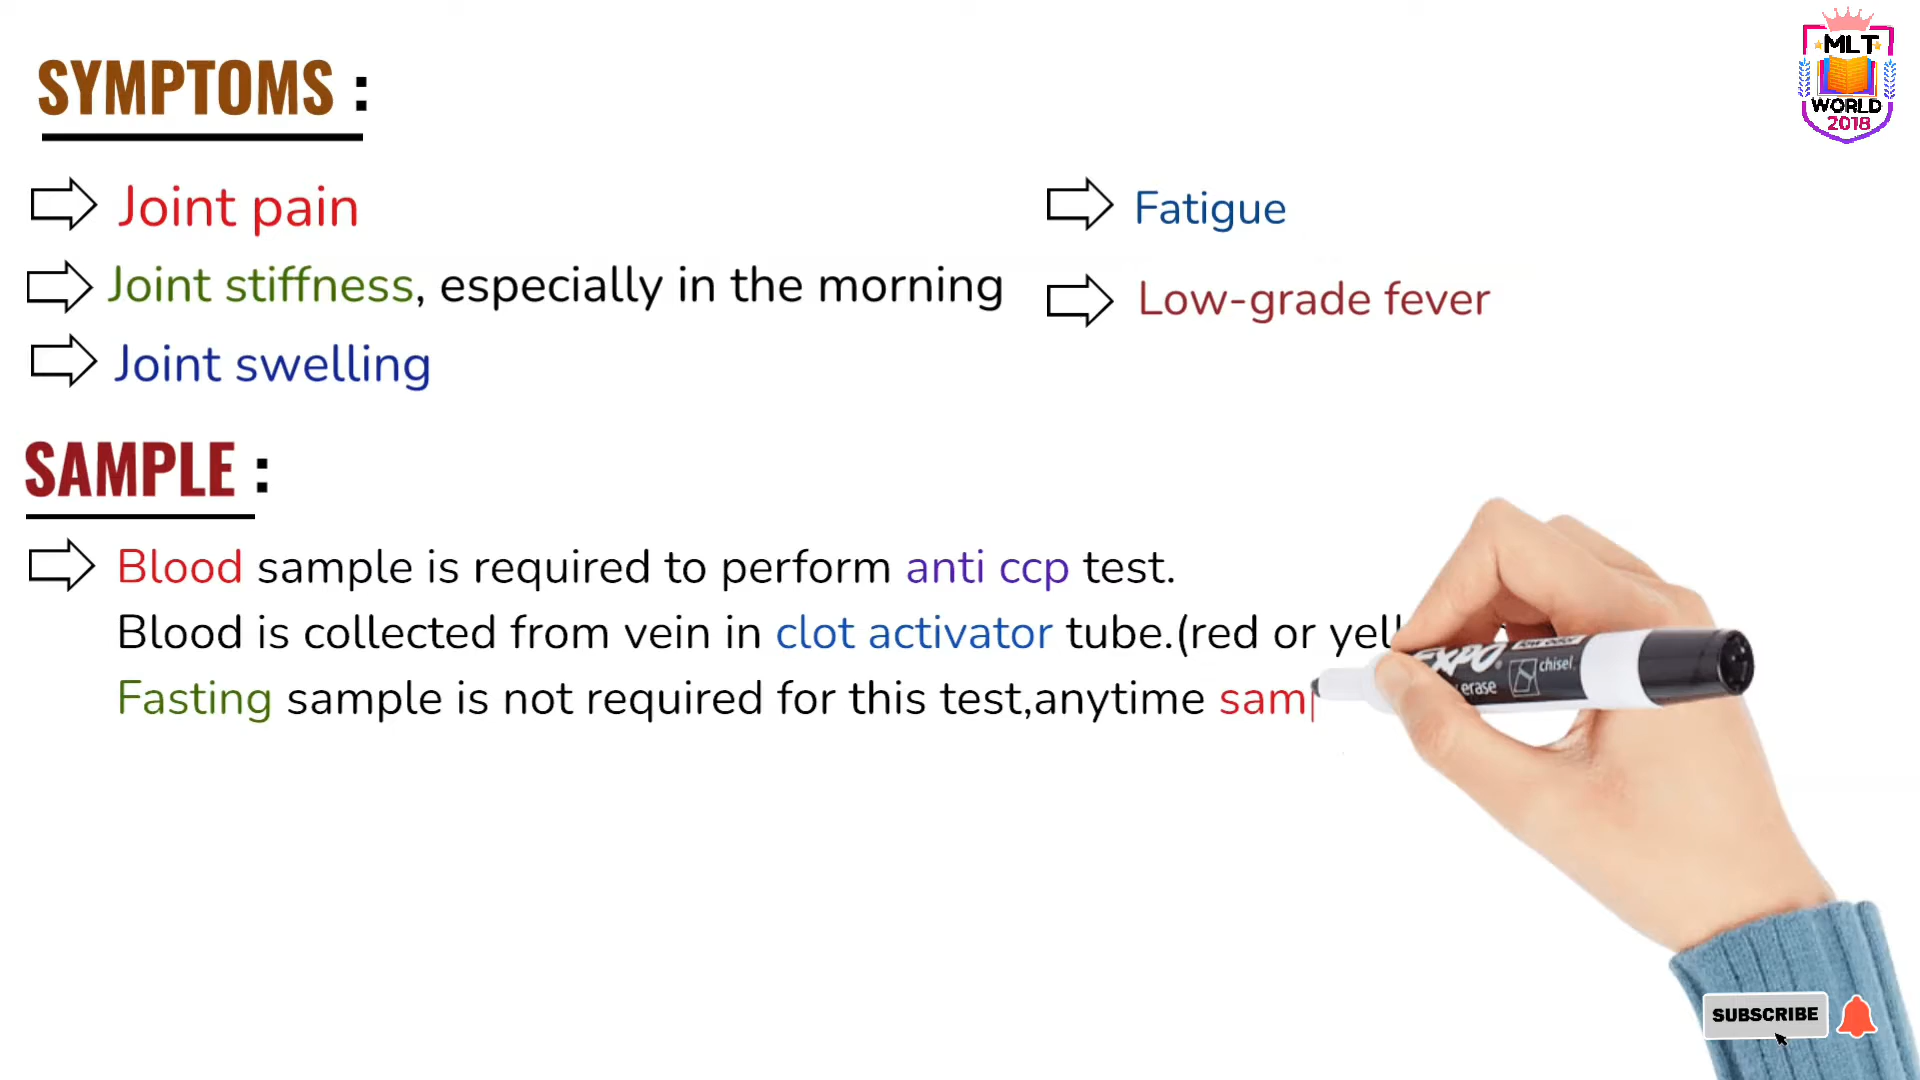 SYMPTOMS :
Joint pain
Joint stiffness, especially in the morning
Joint swelling
Fatigue
Low-grade fever
SAMPLE :
Blood sample is required to perform anti ccp test.
Blood is collected from vein in clot activator tube.(red or yell
Fasting sample is not required for this test,anytime sam
MLT
WORLD
2018
EXPO
chisel
erase
SUBSCRIBE